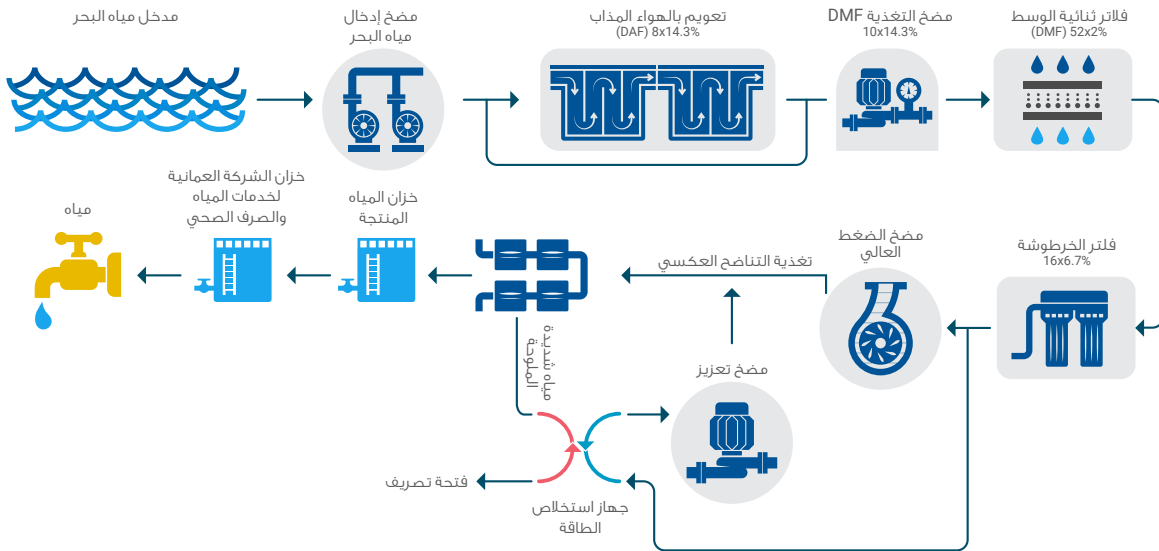 مدخل مياه البحر
مضخ إدخال
مياه البحر
تعويم بالهواء المذاب
(DAF) 8x14.3%
مضخ التغذية DMF
10x14.3%
فلاتر ثنائية الوسط
(DMF) 52x2%
فلتر الخرطوشة
16x6.7%
مضخ الضغط
العالي
تغذية التناضح العكسي
خزان المياه
المنتجة
خزان الشركة العمانية
لخدمات المياه
والصرف الصحي
مياه
مياه شديدة
الملوحة
مضخ تعزيز
فتحة تصريف
جهاز استخلاص
الطاقة